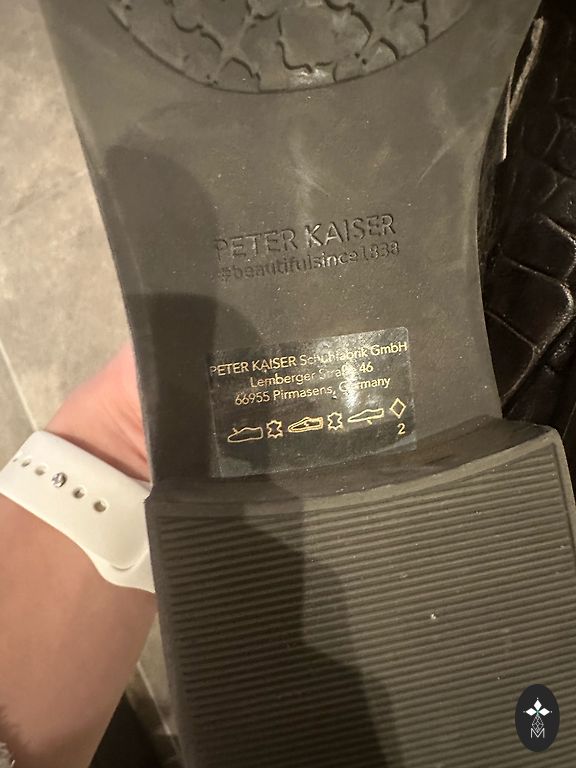 PETER KAISER
#beautifulsince1838
PETER KAISER Schuhfabrik GmbH
Lemberger Straße 46
66955 Pirmasens, Germany
2
M